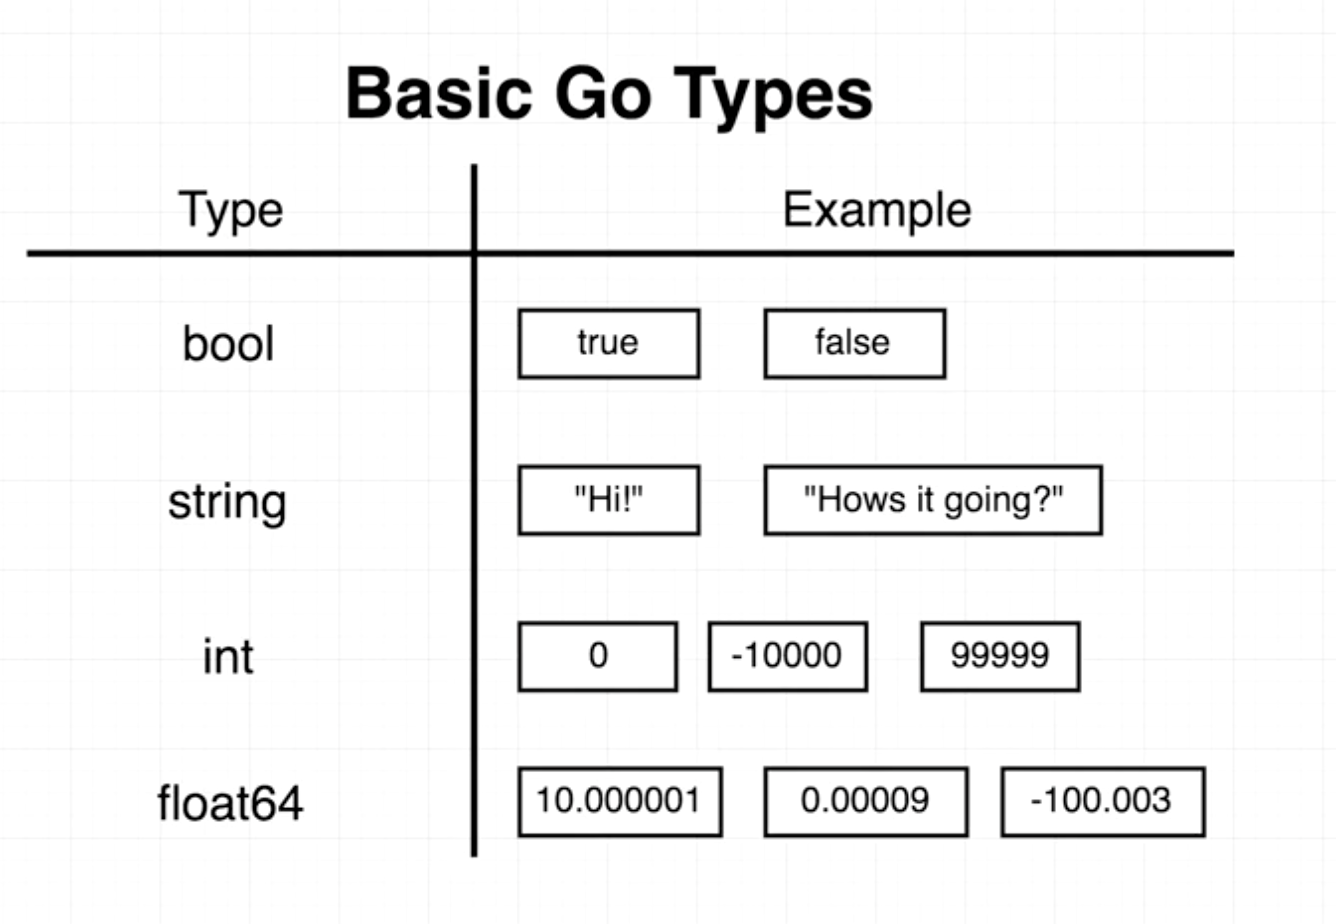 Basic Go Types
Type Example
bool true false
string "Hi!" "Hows it going?"
int 0 -10000 99999
float64 10.000001 0.00009 -100.003